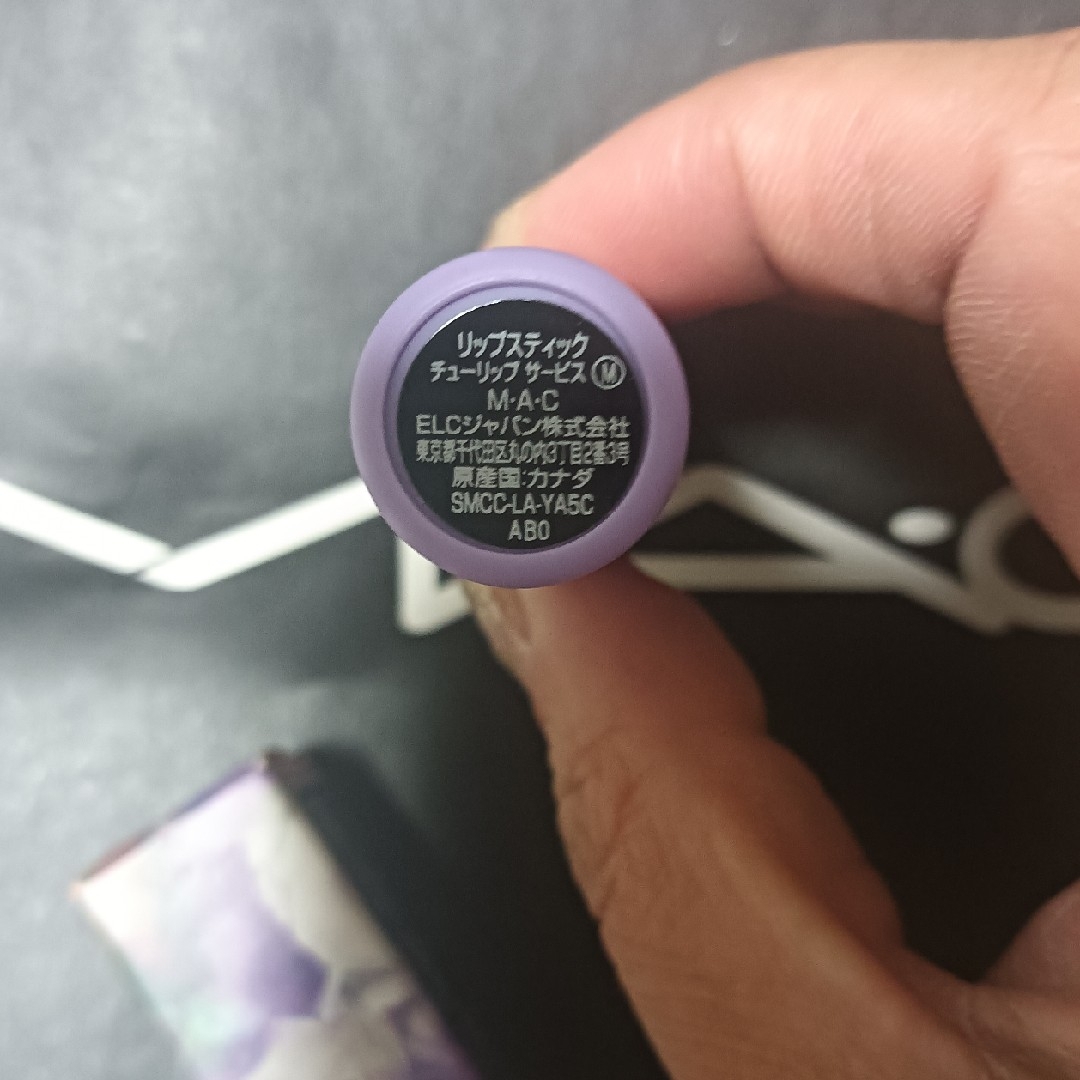 リップスティック
チューリップ サービス Ⓜ
M・A・C
ELCジャパン株式会社
東京都千代田区丸の内3丁目2番3号
原産国:カナダ
SMCC-LA-YA5C
AB0